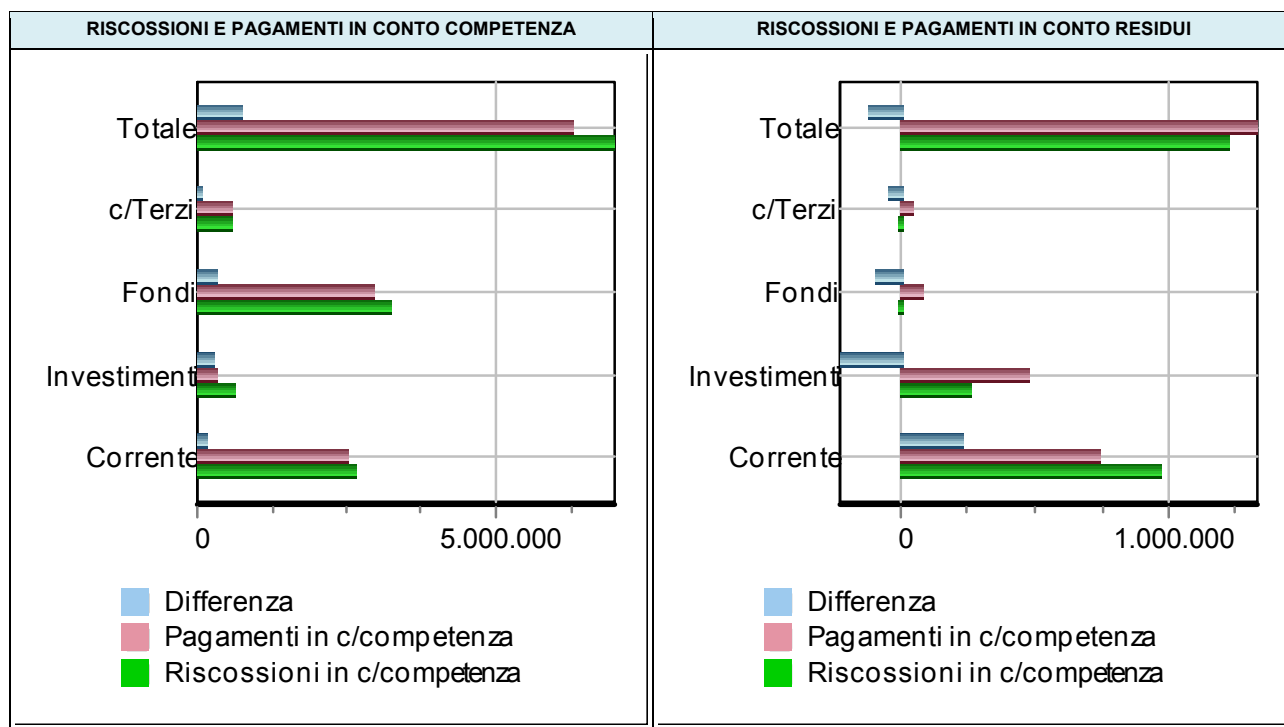 RISCOSSIONI E PAGAMENTI IN CONTO COMPETENZA
Totale
c/Terzi
Fondi
Investimenti
Corrente
0 5.000.000
Differenza
Pagamenti in c/competenza
Riscossioni in c/competenza
RISCOSSIONI E PAGAMENTI IN CONTO RESIDUI
Totale
c/Terzi
Fondi
Investimenti
Corrente
0 1.000.000
Differenza
Pagamenti in c/competenza
Riscossioni in c/competenza